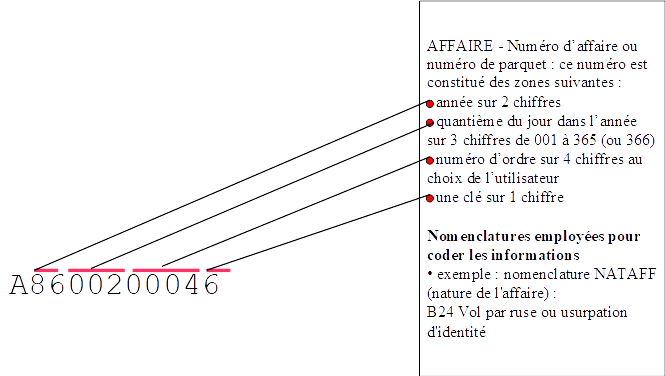 AFFAIRE - Numéro d’affaire ou
numéro de parquet : ce numéro est
constitué des zones suivantes :
année sur 2 chiffres
quantième du jour dans l’année
sur 3 chiffres de 001 à 365 (ou 366)
numéro d’ordre sur 4 chiffres au
choix de l’utilisateur
une clé sur 1 chiffre
Nomenclatures employées pour
coder les informations
• exemple : nomenclature NATAFF
(nature de l'affaire) :
B24 Vol par ruse ou usurpation
d'identité
A8600200046